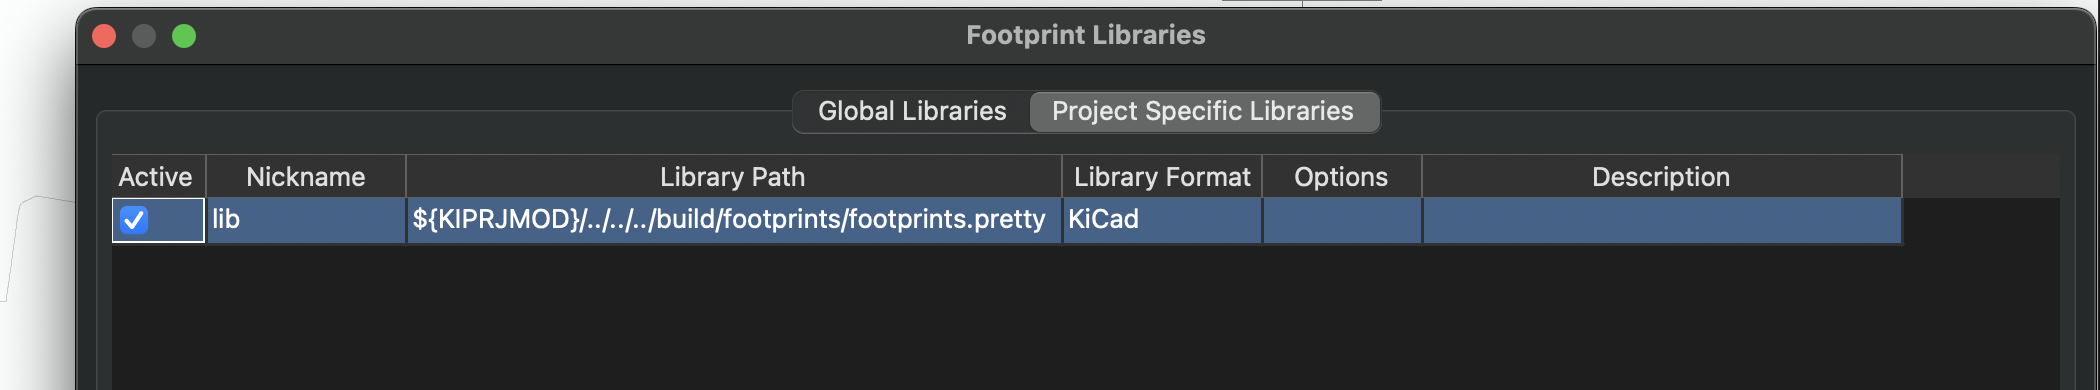 Footprint Libraries
Global Libraries Project Specific Libraries
Active Nickname Library Path Library Format Options Description
lib ${KIPRJMOD}/../../../build/footprints/footprints.pretty KiCad